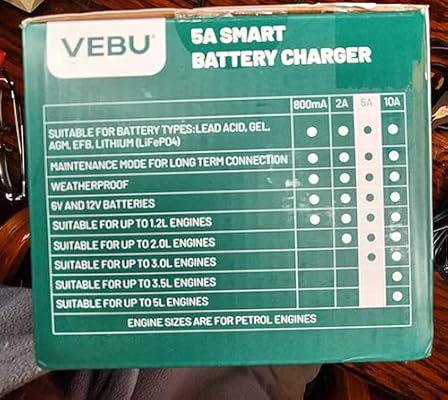 VEBU
5A SMART
BATTERY CHARGER
800mA 2A 5A 10A
SUITABLE FOR BATTERY TYPES: LEAD ACID, GEL,
AGM, EFB, LITHIUM (LiFePO4)
MAINTENANCE MODE FOR LONG TERM CONNECTION
WEATHERPROOF
6V AND 12V BATTERIES
SUITABLE FOR UP TO 1.2L ENGINES
SUITABLE FOR UP TO 2.0L ENGINES
SUITABLE FOR UP TO 3.0L ENGINES
SUITABLE FOR UP TO 3.5L ENGINES
SUITABLE FOR UP TO 5L ENGINES
ENGINE SIZES ARE FOR PETROL ENGINES